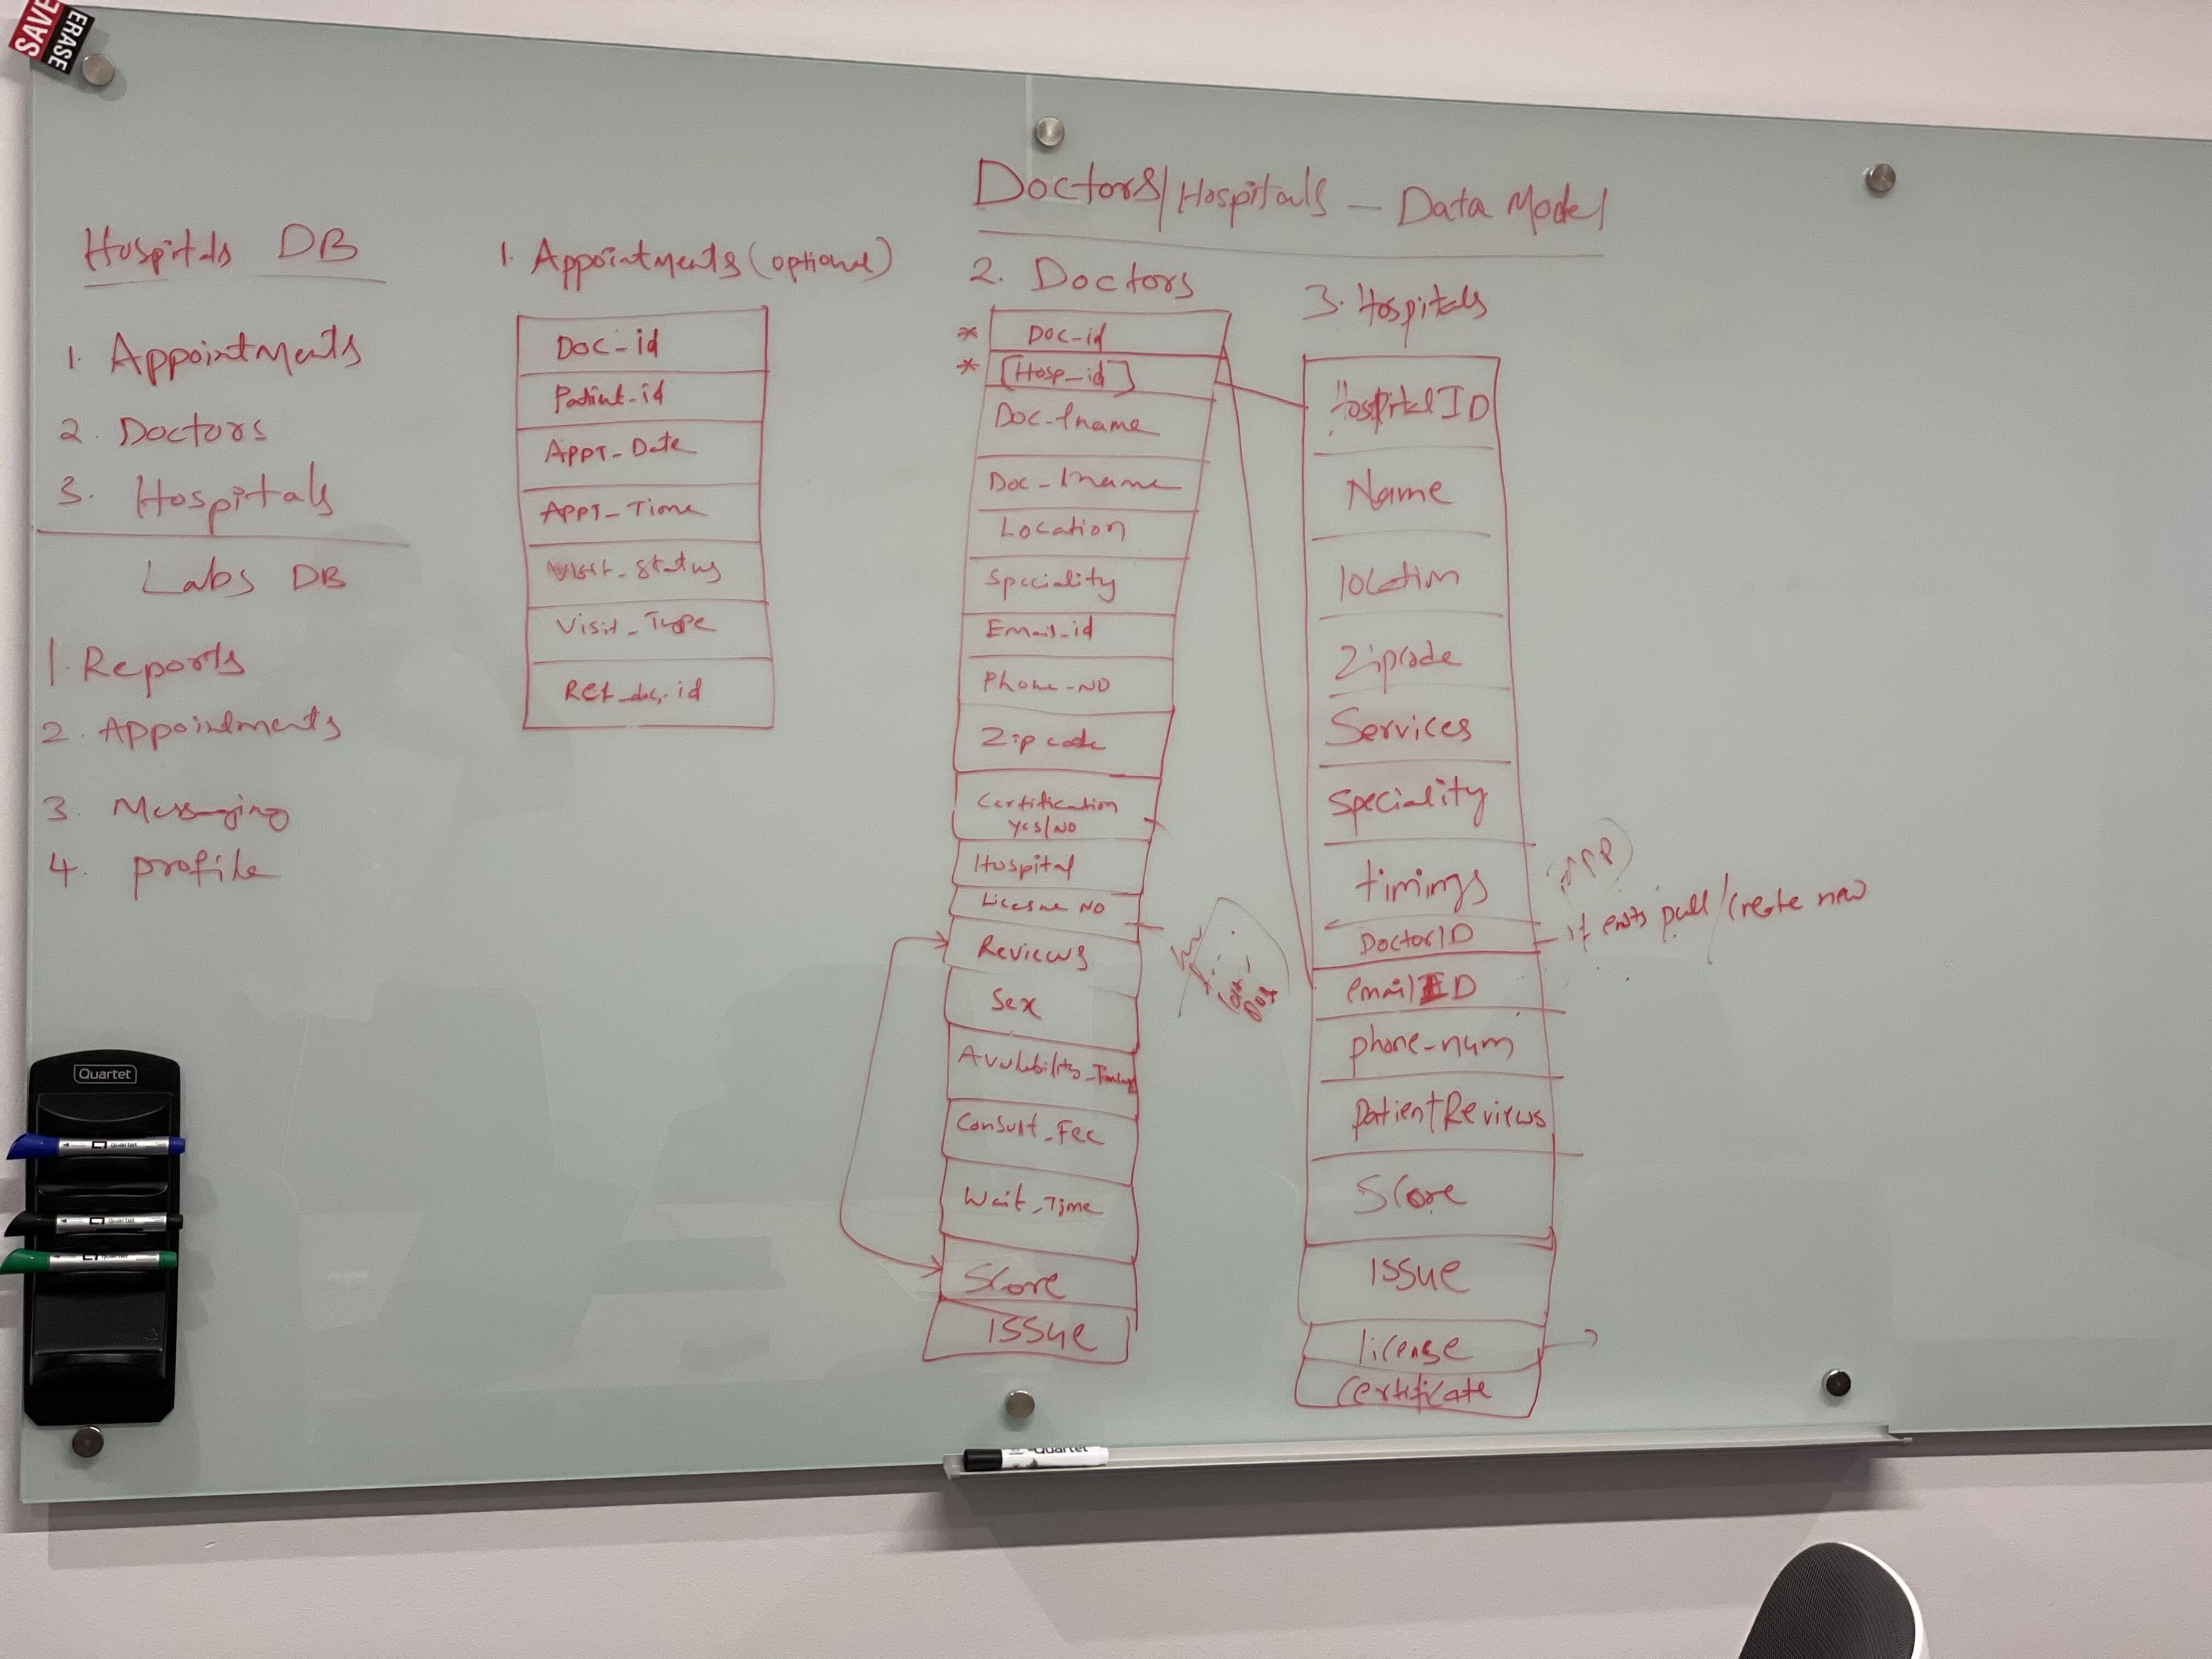 SAVE
ERASE
Doctors/Hospitals - Data Model
Hospitals DB
1. Appointments
2. Doctors
3. Hospitals
Labs DB
1. Reports
2. Appointments
3. Messaging
4. profile
1. Appointments (optional)
Doc-id
Patient-id
APPT-Date
APPT-Time
Visit-Status
Visit-Type
Ref-doc-id
2. Doctors
* Doc-id
* [Hosp-id]
Doc-fname
Doc-lname
Location
Speciality
Email-id
Phone-NO
Zip code
Certification
Yes/NO
Hospital
NO
Reviews
Sex
Consult-Fee
Wait-Time
Score
issue
3. Hospitals
HospitalID
Name
location
Zipcode
Services
speciality
timings
DoctorID - if pull/create new
emailID
phone-num
patientReviews
Score
issue
license
certificate
Quartet
Quartet